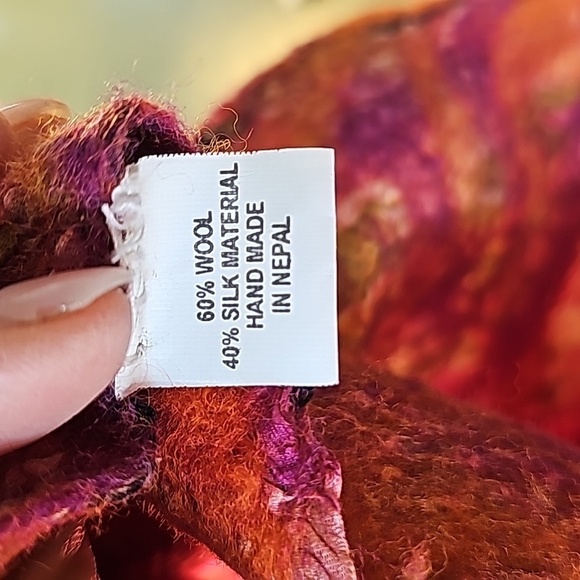 60% WOOL
40% SILK MATERIAL
HAND MADE
IN NEPAL